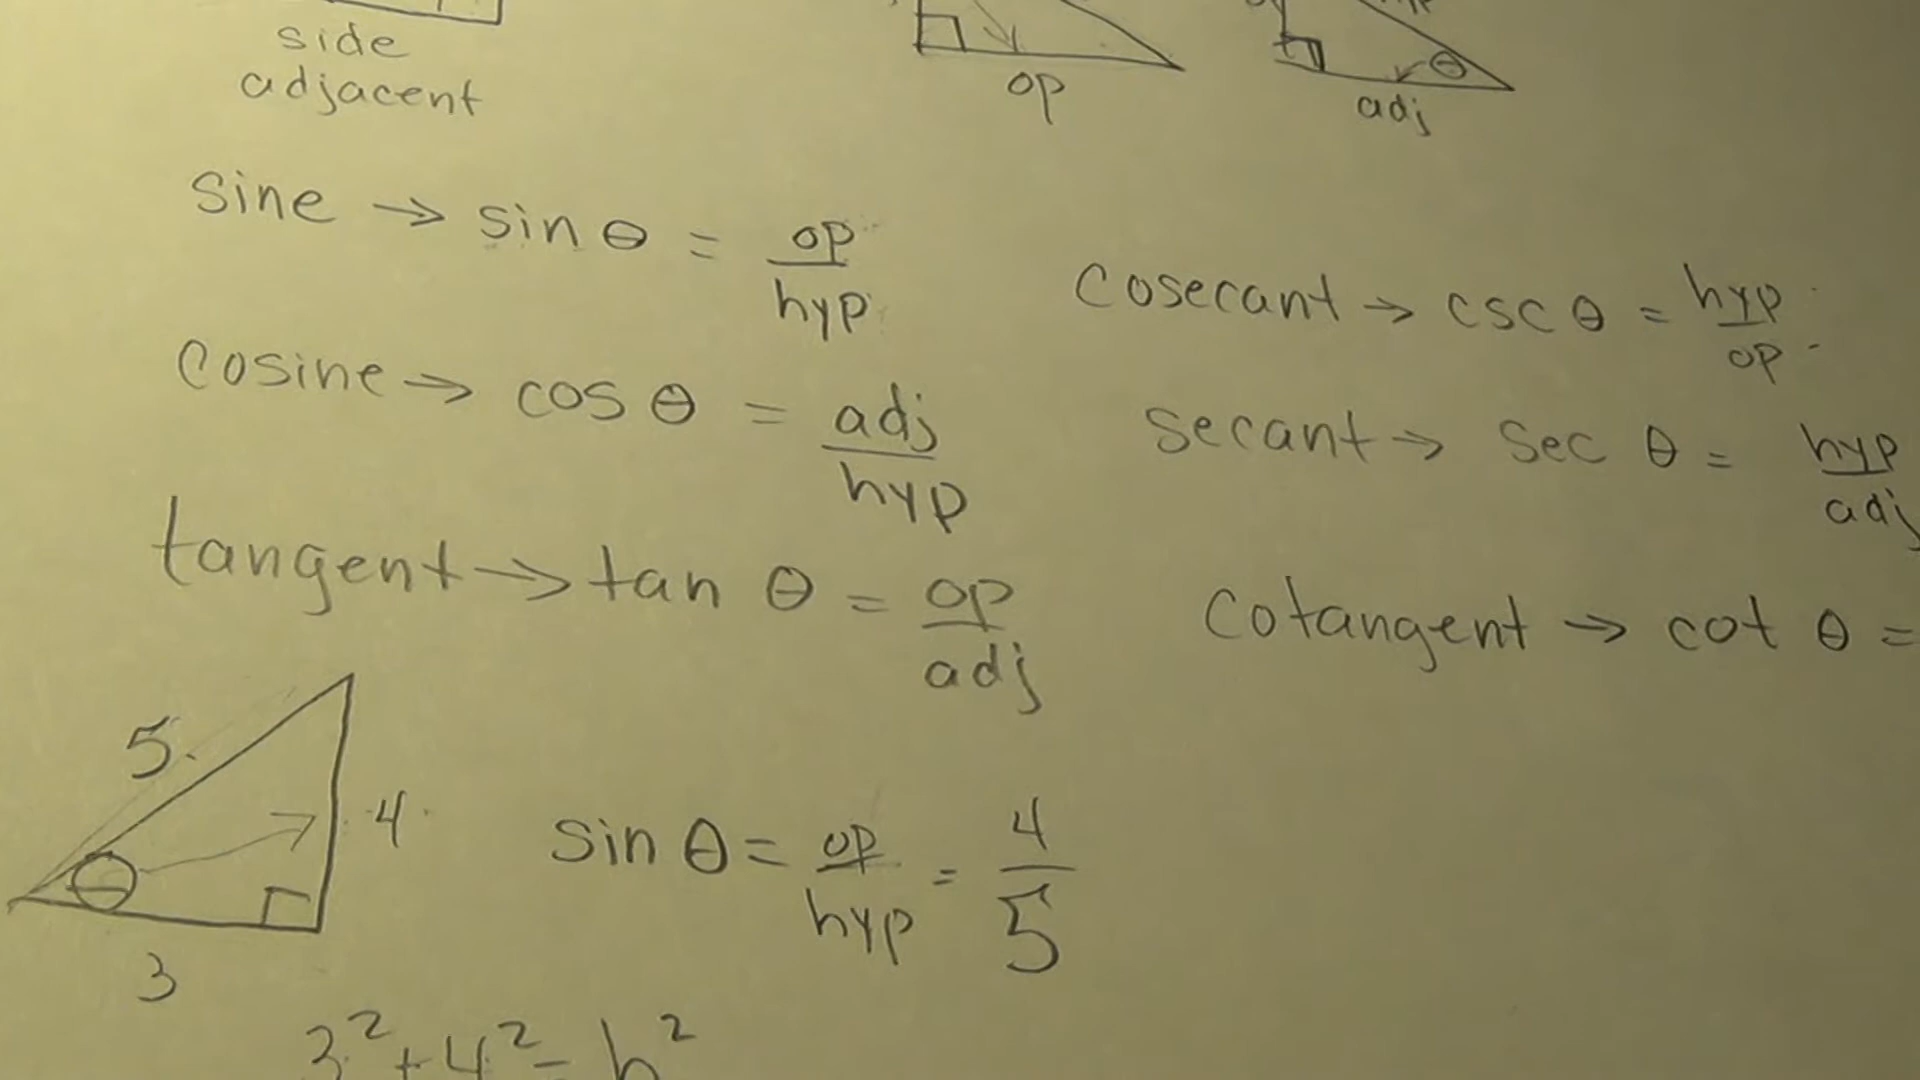 side
adjacent
op
adj
sine → sin θ = op/hyp
cosecant → csc θ = hyp/op
cosine → cos θ = adj/hyp
secant → sec θ = hyp/adj
tangent → tan θ = op/adj
cotangent → cot θ =
5
4
θ
3
sin θ = op/hyp = 4/5
3² + 4² = h²